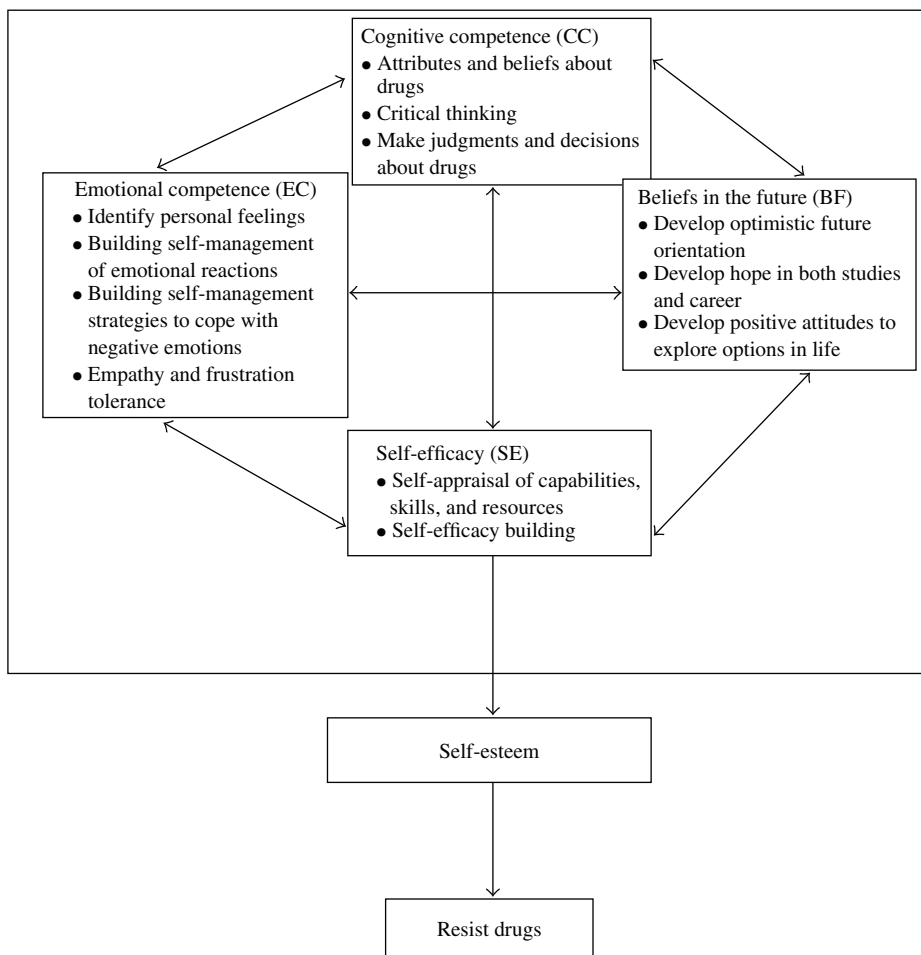 Cognitive competence (CC)
● Attributes and beliefs about
drugs
● Critical thinking
● Make judgments and decisions
about drugs
Emotional competence (EC)
● Identify personal feelings
● Building self-management
of emotional reactions
● Building self-management
strategies to cope with
negative emotions
● Empathy and frustration
tolerance
Beliefs in the future (BF)
● Develop optimistic future
orientation
● Develop hope in both studies
and career
● Develop positive attitudes to
explore options in life
Self-efficacy (SE)
● Self-appraisal of capabilities,
skills, and resources
● Self-efficacy building
Self-esteem
Resist drugs